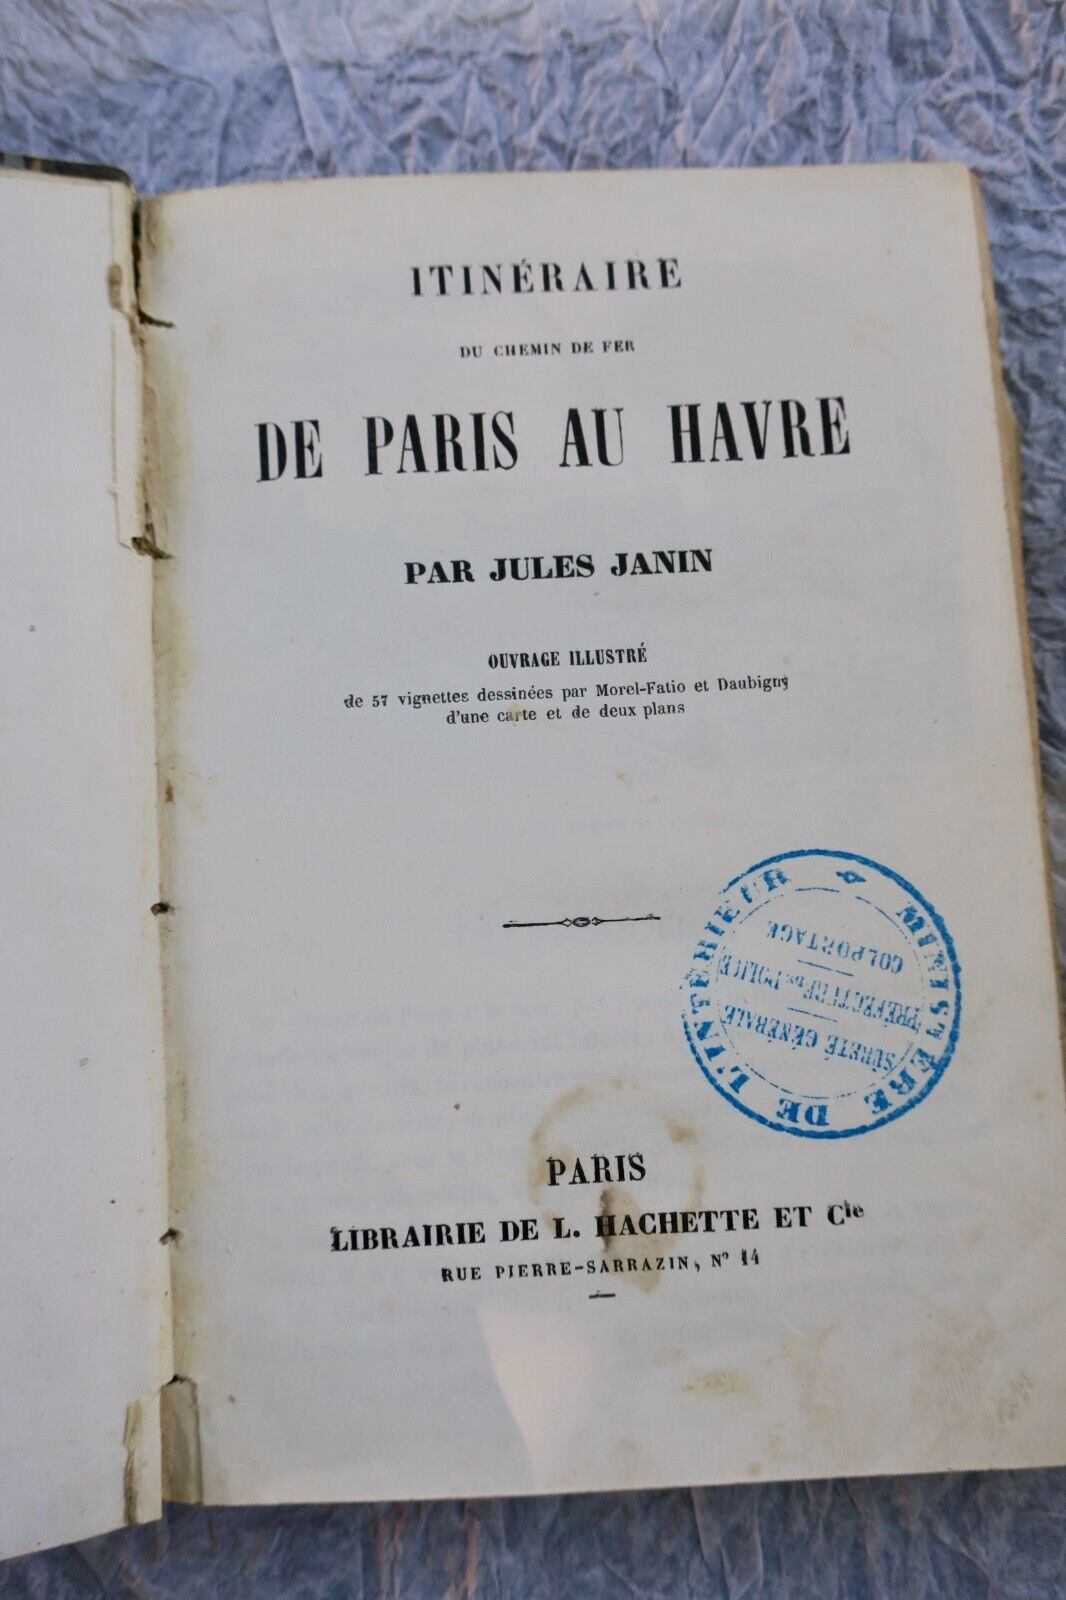 ITINÉRAIRE
DU CHEMIN DE FER
DE PARIS AU HAVRE
PAR JULES JANIN
OUVRAGE ILLUSTRÉ
de 57 vignettes dessinées par Morel-Fatio et Daubigny
d'une carte et de deux plans
MINISTÈRE DE L'INTÉRIEUR
SÛRETÉ GÉNÉRALE
PRÉFECTURE DE POLICE
COLPORTAGE
PARIS
LIBRAIRIE DE L. HACHETTE ET Cie
RUE PIERRE-SARRAZIN, N° 14